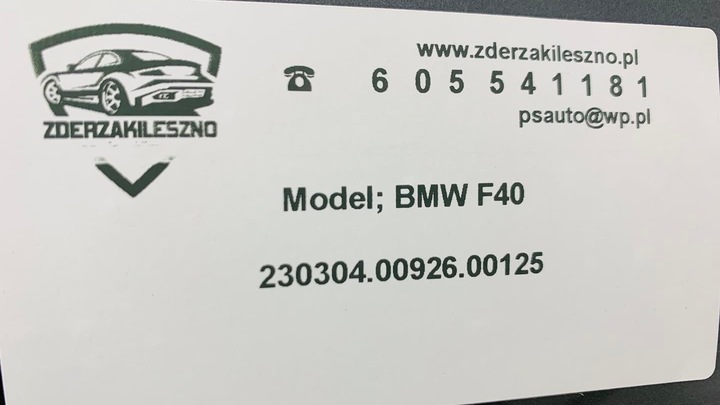 ZDERZAKILESZNO
www.zderzakileszno.pl
☎ 6 0 5 5 4 1 1 8 1
psauto@wp.pl
Model; BMW F40
230304.00926.00125